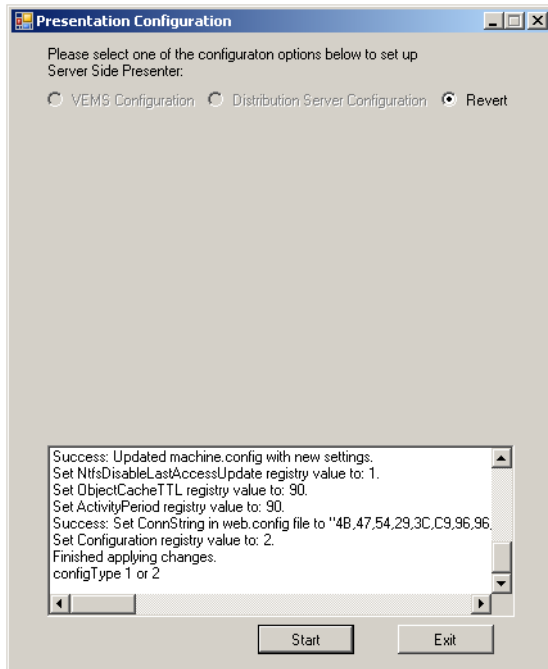 Presentation Configuration
Please select one of the configuraton options below to set up
Server Side Presenter:
VEMS Configuration Distribution Server Configuration Revert
Success: Updated machine.config with new settings.
Set NtfsDisableLastAccessUpdate registry value to: 1.
Set ObjectCacheTTL registry value to: 90.
Set ActivityPeriod registry value to: 90.
Success: Set ConnString in web.config file to "4B,47,54,29,3C,C9,96,96,
Set Configuration registry value to: 2.
Finished applying changes.
configType 1 or 2
Start Exit